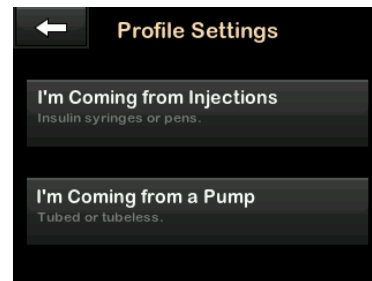 Profile Settings
I'm Coming from Injections
Insulin syringes or pens.
I'm Coming from a Pump
Tubed or tubeless.